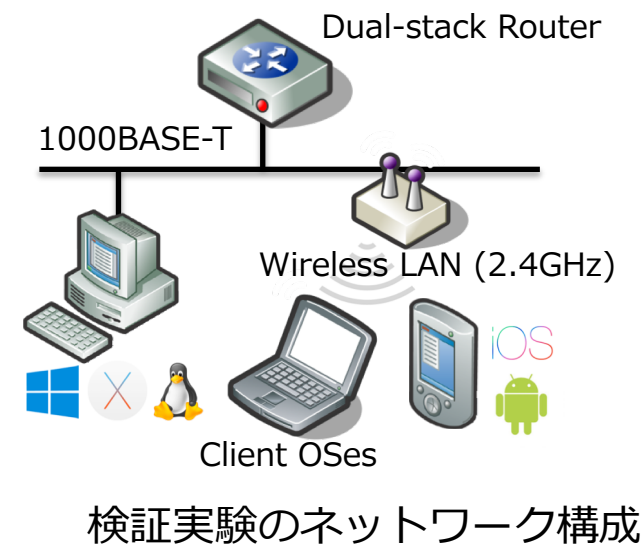 Dual-stack Router
1000BASE-T
Wireless LAN (2.4GHz)
iOS
Client OSes
検証実験のネットワーク構成